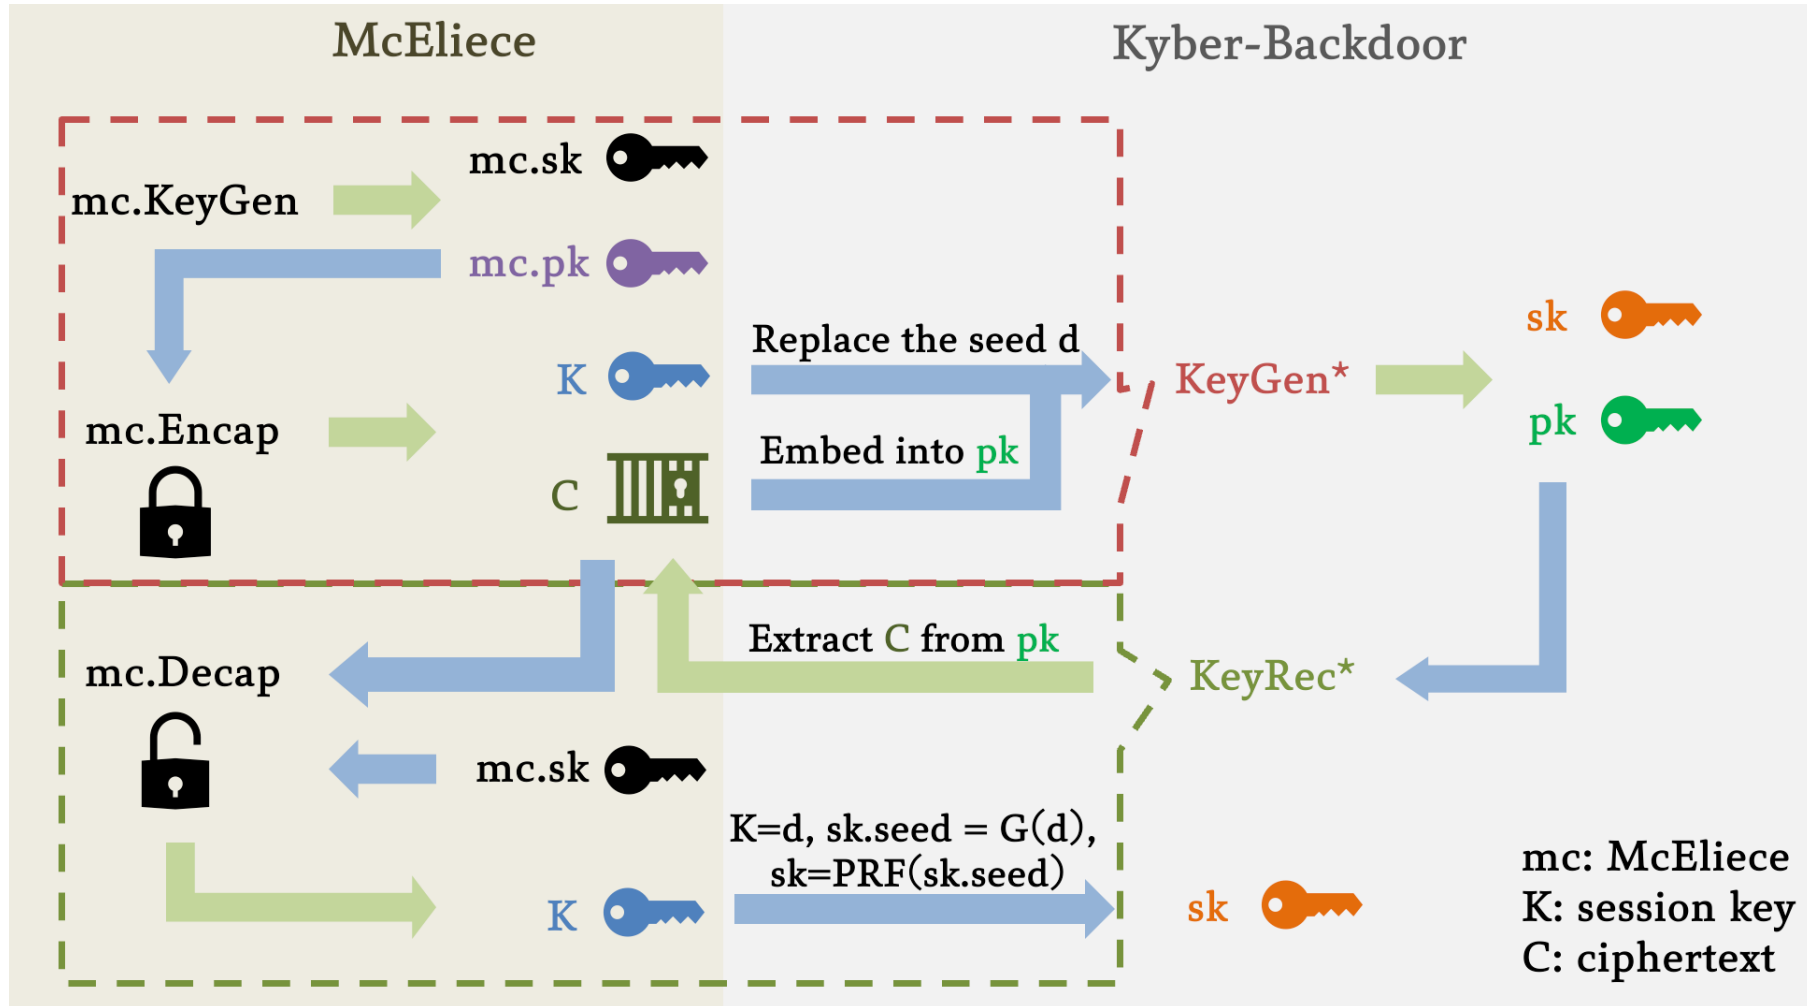 McEliece
Kyber-Backdoor
mc.KeyGen
mc.sk
mc.pk
mc.Encap
K
C
Replace the seed d
Embed into pk
KeyGen*
sk
pk
Extract C from pk
KeyRec*
mc.Decap
mc.sk
K
K=d, sk.seed = G(d),
sk=PRF(sk.seed)
sk
mc: McEliece
K: session key
C: ciphertext